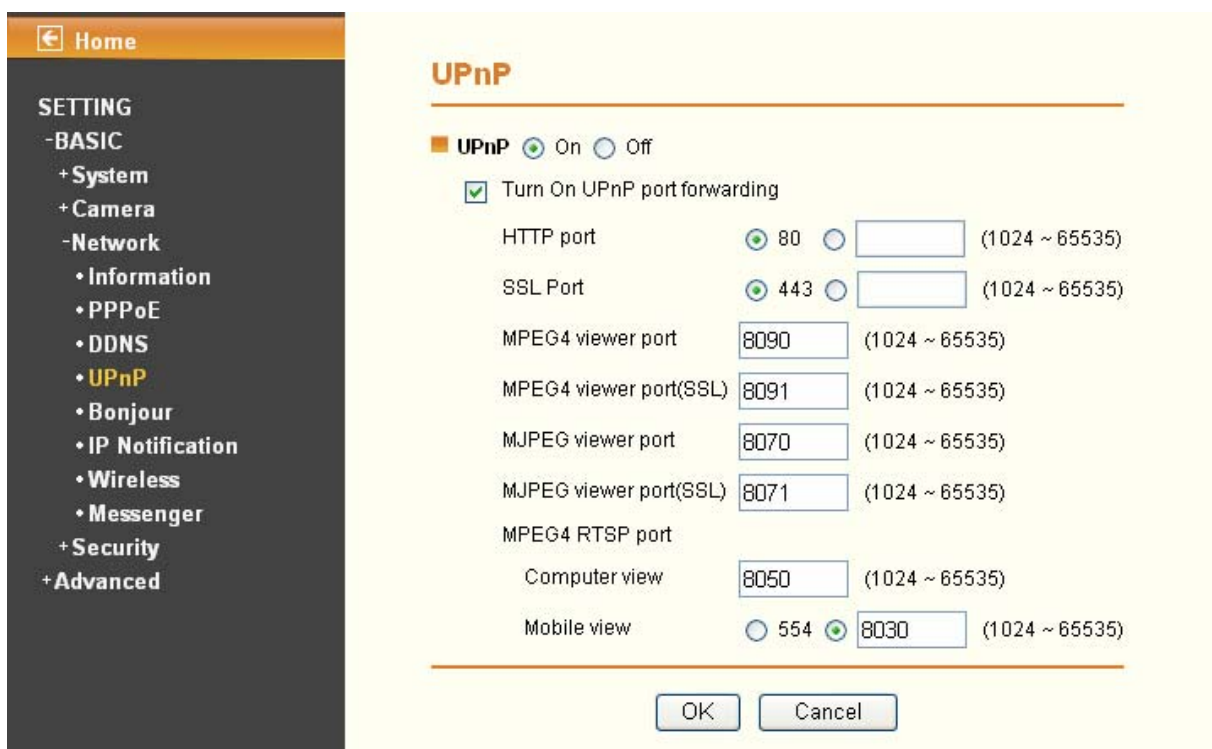 Home
SETTING
-BASIC
+System
+Camera
-Network
•Information
•PPPoE
•DDNS
•UPnP
•Bonjour
•IP Notification
•Wireless
•Messenger
+Security
+Advanced
UPnP
UPnP On Off
Turn On UPnP port forwarding
HTTP port 80 (1024 ~ 65535)
SSL Port 443 (1024 ~ 65535)
MPEG4 viewer port 8090 (1024 ~ 65535)
MPEG4 viewer port(SSL) 8091 (1024 ~ 65535)
MJPEG viewer port 8070 (1024 ~ 65535)
MJPEG viewer port(SSL) 8071 (1024 ~ 65535)
MPEG4 RTSP port
Computer view 8050 (1024 ~ 65535)
Mobile view 554 8030 (1024 ~ 65535)
OK Cancel